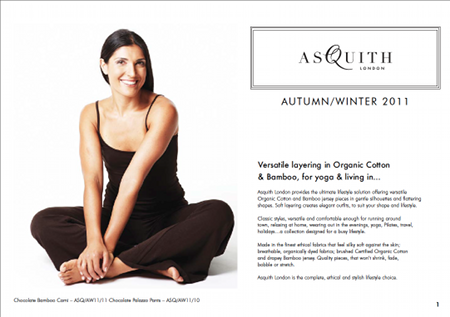 ASQUITH
LONDON
AUTUMN/WINTER 2011
Versatile layering in Organic Cotton
& Bamboo, for yoga & living in...
Asquith London provides the ultimate lifestyle solution offering versatile
Organic Cotton and Bamboo jersey pieces in gentle silhouettes and flattering
shapes. Soft layering creates elegant outfits, to suit your shape and lifestyle.
Classic styles, versatile and comfortable enough for running around
town, relaxing at home, wearing out in the evenings, yoga, Pilates, travel,
holidays...a collection designed for a busy lifestyle.
Made in the finest ethical fabrics that feel silky soft against the skin;
breathable, organically dyed fabrics, brushed Certified Organic Cotton
and drapey Bamboo jersey. Quality pieces, that won't shrink, fade,
bobble or stretch.
Asquith London is the complete, ethical and stylish lifestyle choice.
Chocolate Bamboo Cami – ASQ/AW11/11 Chocolate Palazzo Pants – ASQ/AW11/10
1